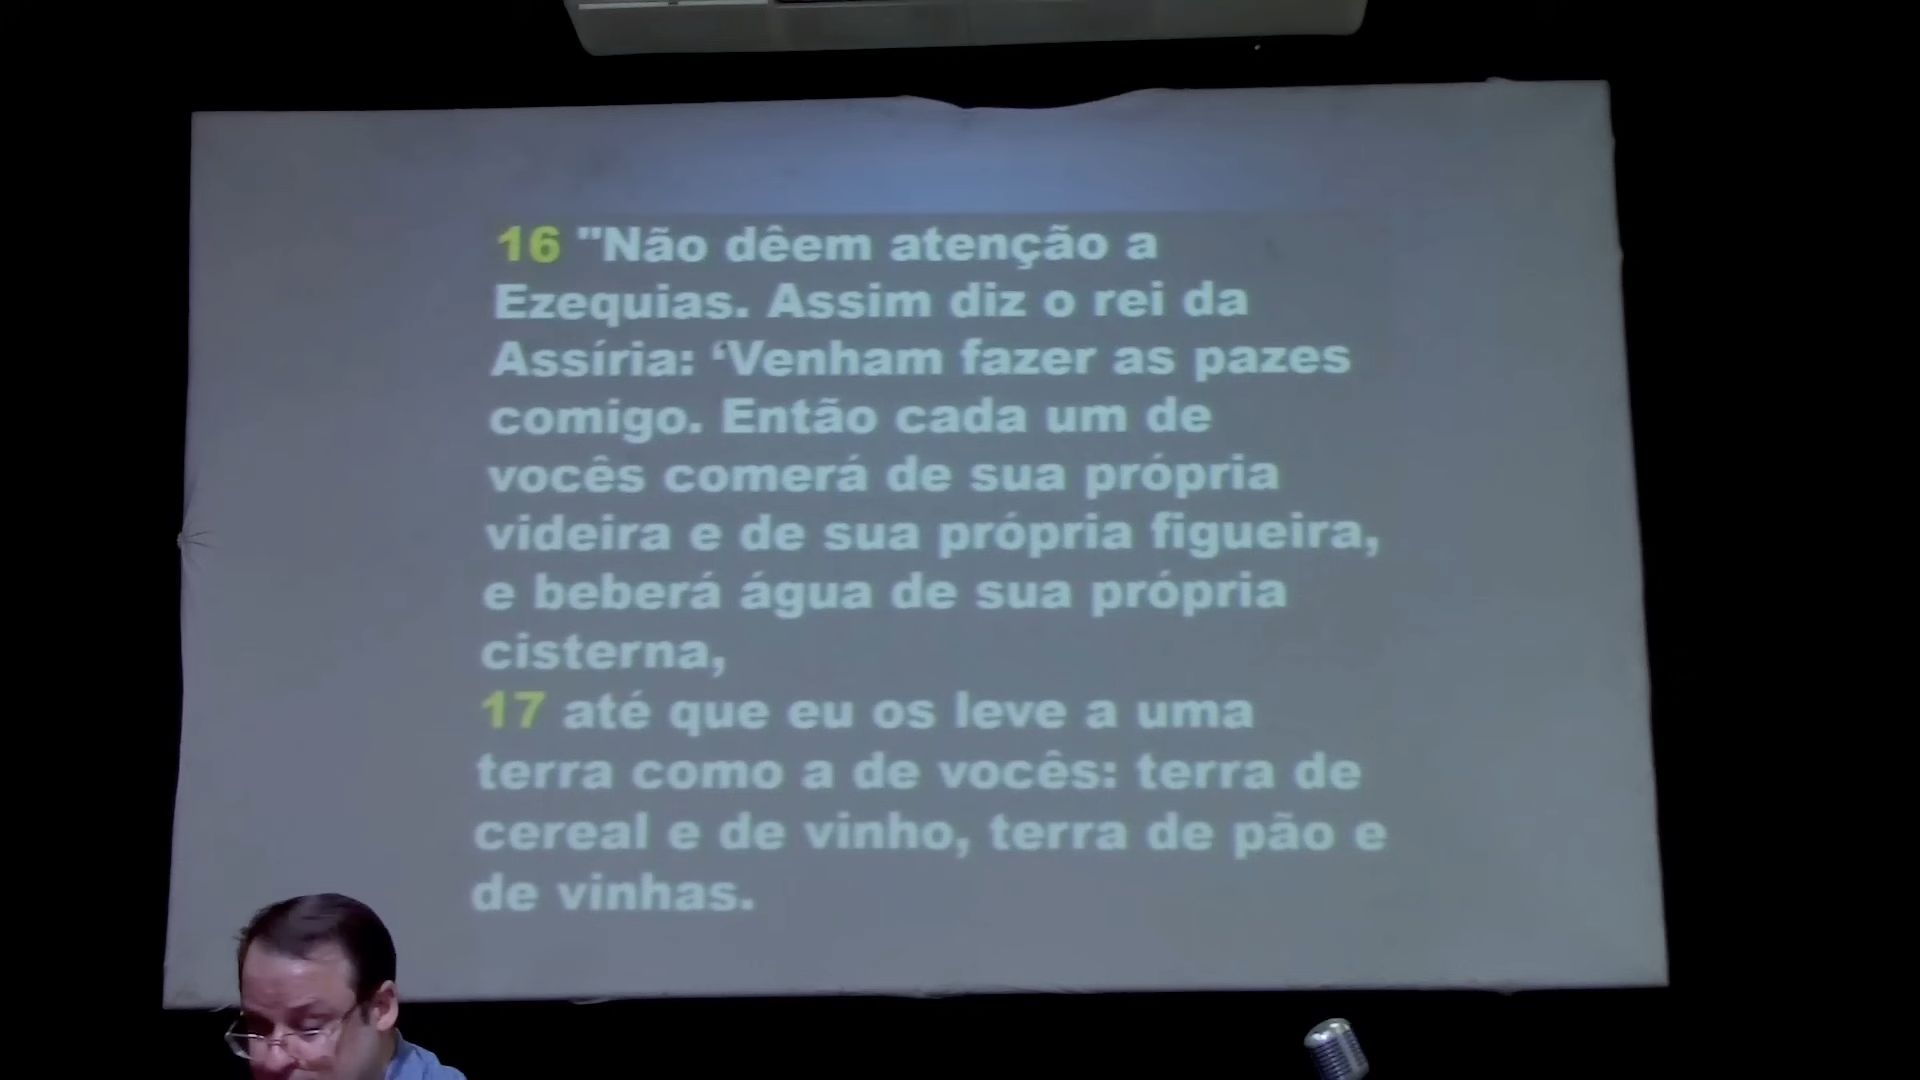 16 "Não dêem atenção a
Ezequias. Assim diz o rei da
Assíria: ‘Venham fazer as pazes
comigo. Então cada um de
vocês comerá de sua própria
videira e de sua própria figueira,
e beberá água de sua própria
cisterna,
17 até que eu os leve a uma
terra como a de vocês: terra de
cereal e de vinho, terra de pão e
de vinhas.